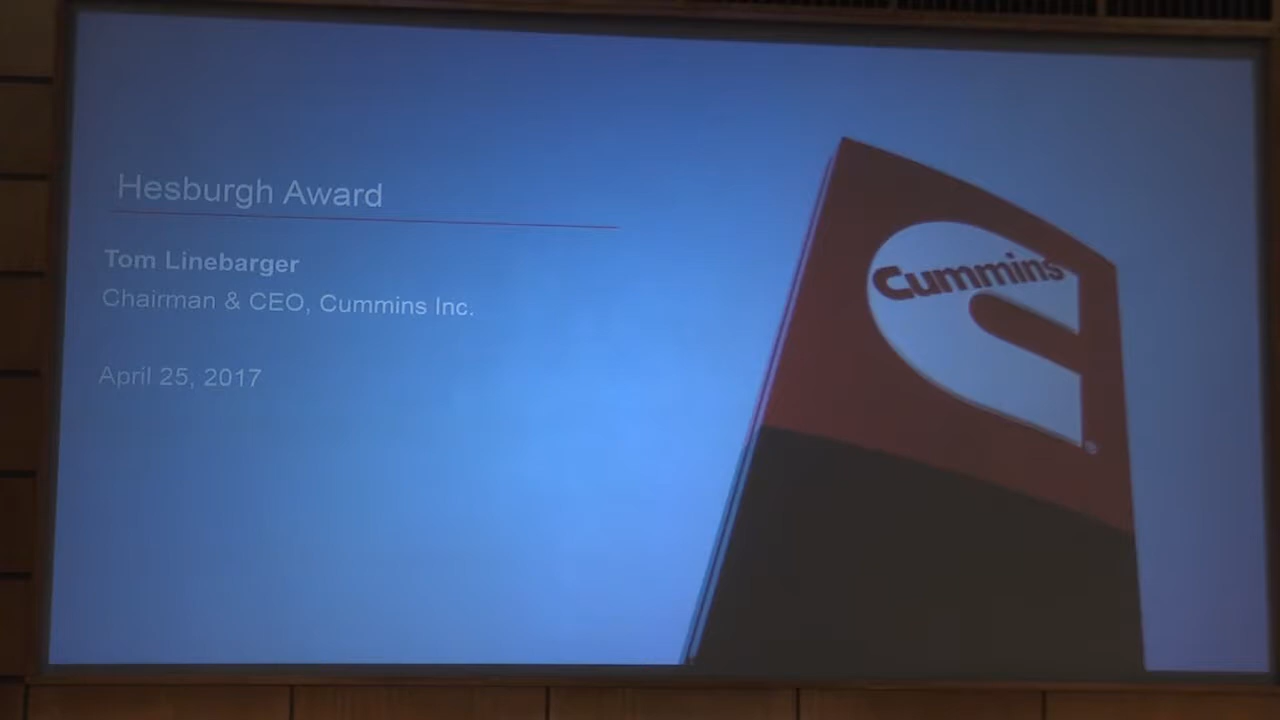 Hesburgh Award
Tom Linebarger
Chairman & CEO, Cummins Inc.
April 25, 2017
Cummins
®